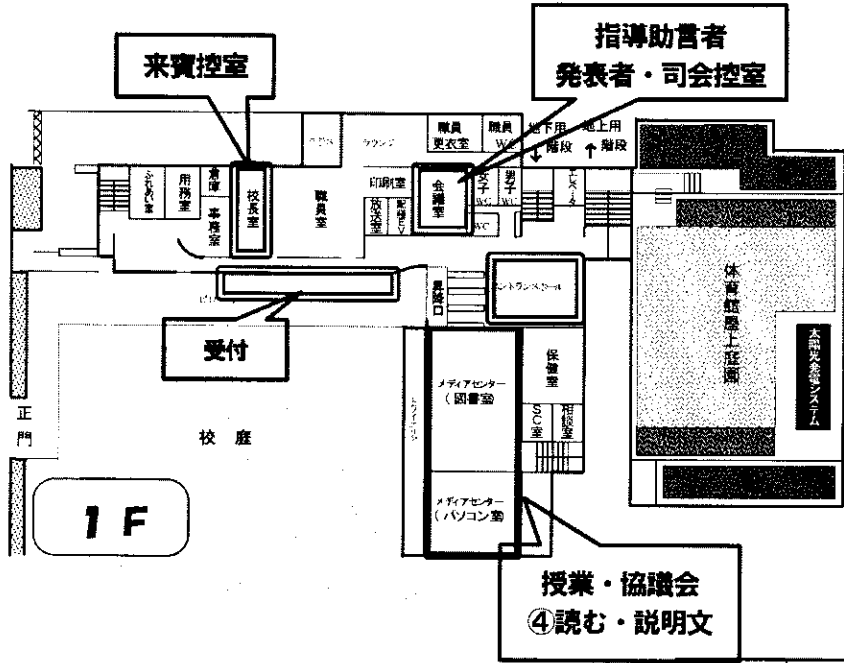 来賓控室
指導助言者
発表者・司会控室
職員
更衣室
職員
WC
地下用
階段
地上用
階段
ラウンジ
ふれあい室
用務室
倉庫
事務室
校長室
職員室
印刷室
放送室
会議室
女子
WC
男子
WC
WC
昇降口
エントランスホール
受付
体育館屋上庭園
太陽光発電システム
メディアセンター
(図書室)
保健室
SC室
相談室
メディアセンター
(パソコン室)
正門
校庭
1F
授業・協議会
④読む・説明文